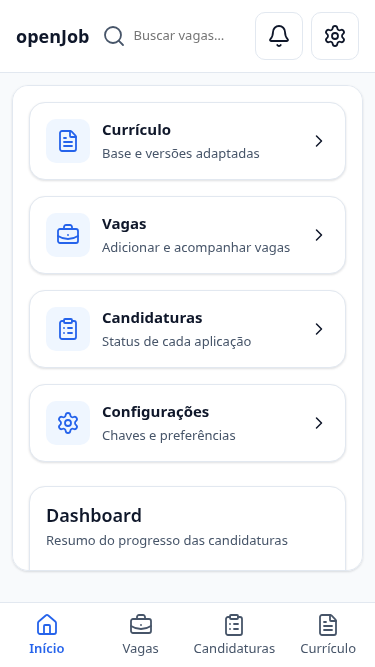 openJob
Buscar vagas...
Currículo
Base e versões adaptadas
Vagas
Adicionar e acompanhar vagas
Candidaturas
Status de cada aplicação
Configurações
Chaves e preferências
Dashboard
Resumo do progresso das candidaturas
Início
Vagas
Candidaturas
Currículo